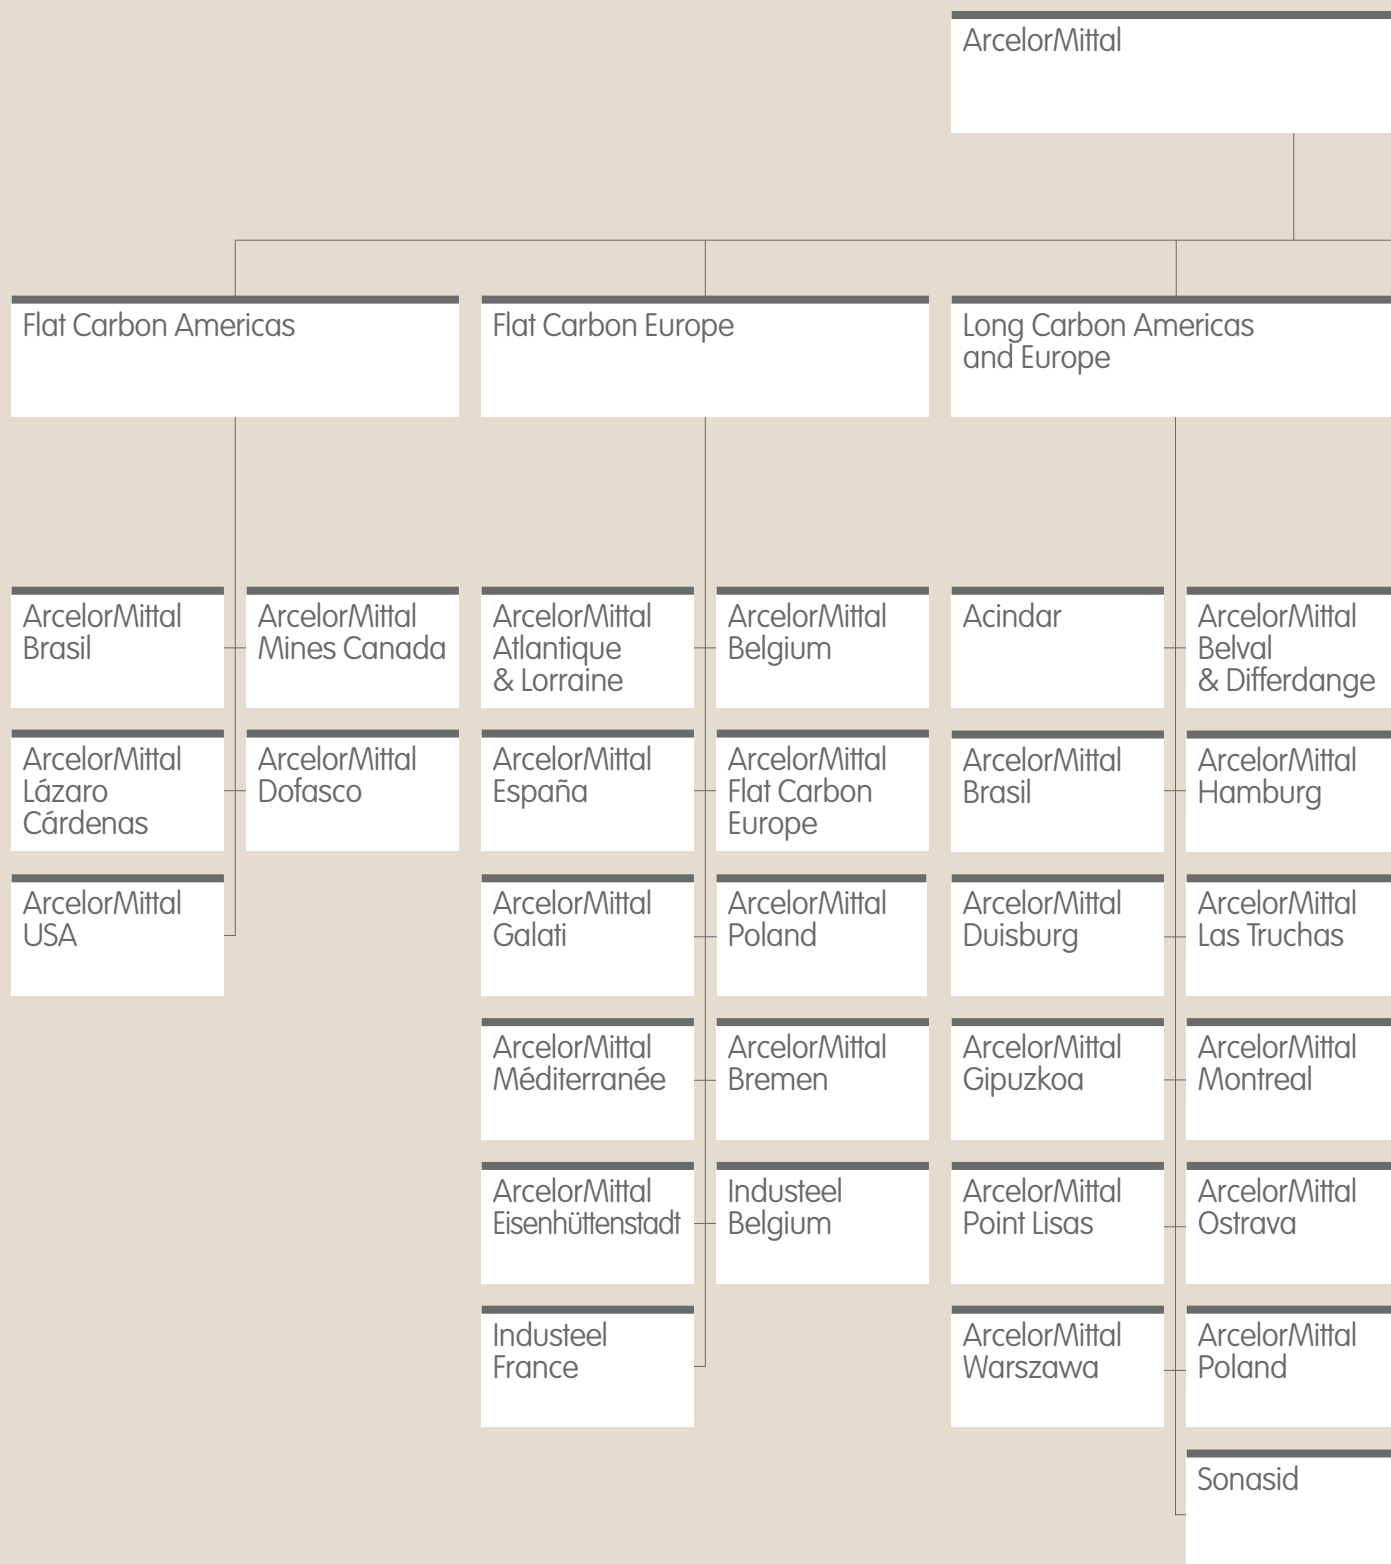 ArcelorMittal
Flat Carbon Americas
Flat Carbon Europe
Long Carbon Americas
and Europe
ArcelorMittal
Brasil
ArcelorMittal
Mines Canada
ArcelorMittal
Atlantique
& Lorraine
ArcelorMittal
Belgium
Acindar
ArcelorMittal
Belval
& Differdange
ArcelorMittal
Lázaro
Cárdenas
ArcelorMittal
Dofasco
ArcelorMittal
España
ArcelorMittal
Flat Carbon
Europe
ArcelorMittal
Brasil
ArcelorMittal
Hamburg
ArcelorMittal
USA
ArcelorMittal
Galati
ArcelorMittal
Poland
ArcelorMittal
Duisburg
ArcelorMittal
Las Truchas
ArcelorMittal
Méditerranée
ArcelorMittal
Bremen
ArcelorMittal
Gipuzkoa
ArcelorMittal
Montreal
ArcelorMittal
Eisenhüttenstadt
Industeel
Belgium
ArcelorMittal
Point Lisas
ArcelorMittal
Ostrava
Industeel
France
ArcelorMittal
Warszawa
ArcelorMittal
Poland
Sonasid